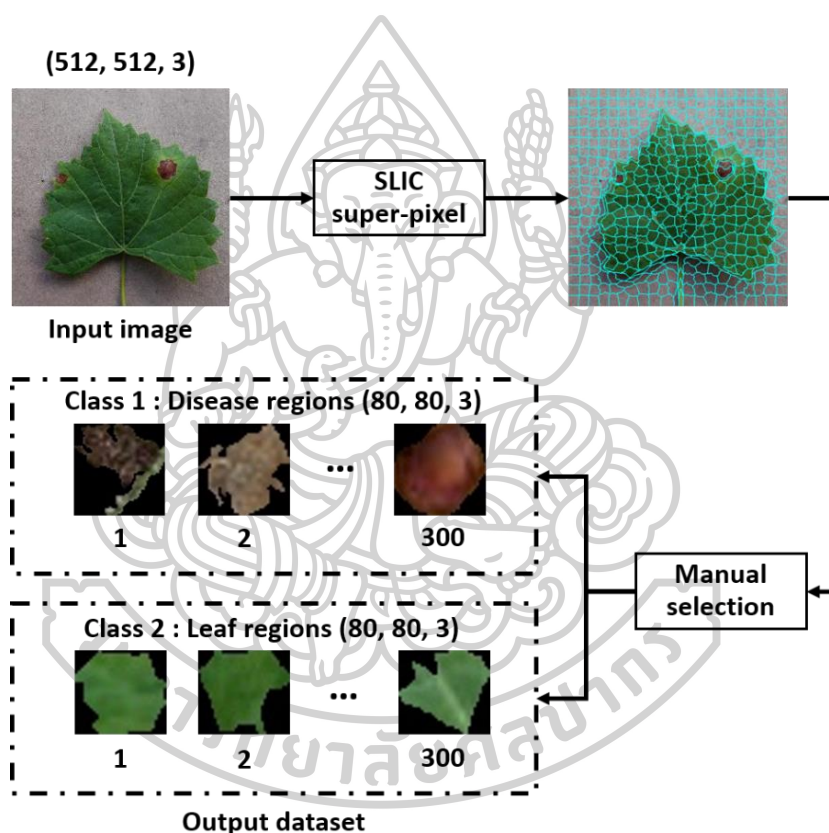 (512, 512, 3)
SLIC
super-pixel
Input image
Class 1 : Disease regions (80, 80, 3)
...
1 2 300
Manual
selection
Class 2 : Leaf regions (80, 80, 3)
...
1 2 300
Output dataset